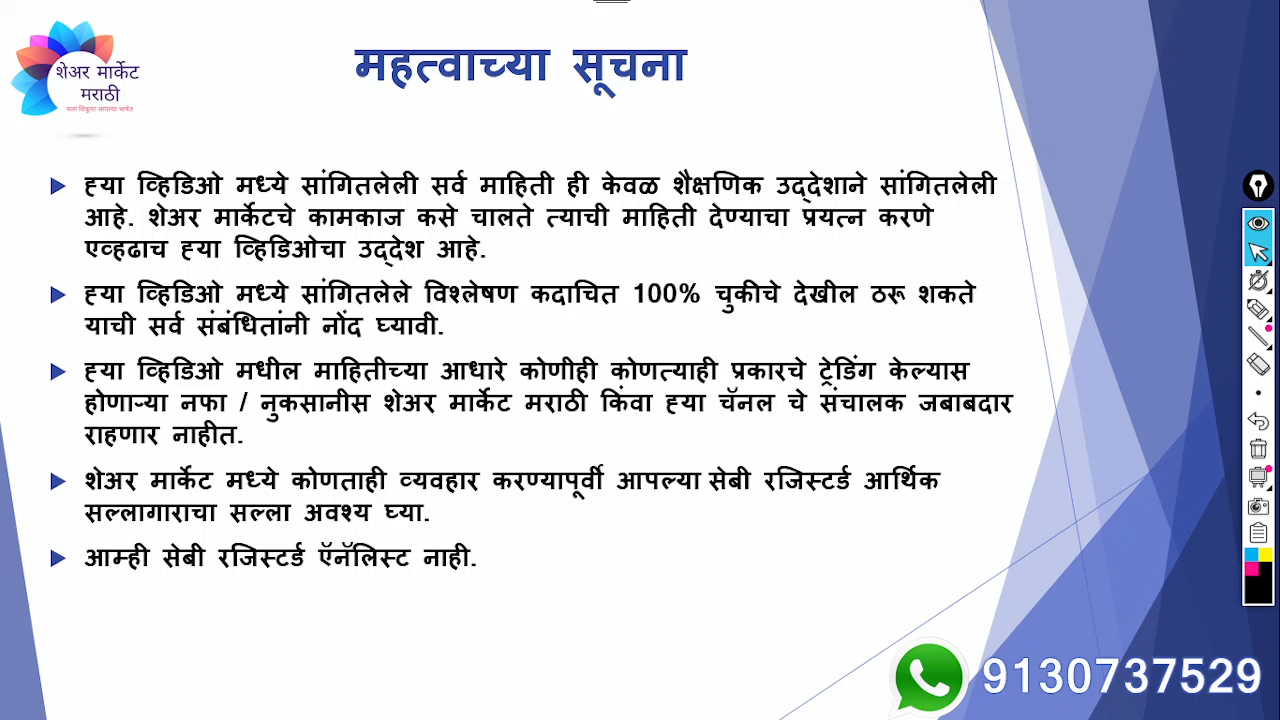 शेअर मार्केट
मराठी
चला शिकूया आपल्या भाषेत
महत्वाच्या सूचना
ह्या व्हिडिओ मध्ये सांगितलेली सर्व माहिती ही केवळ शैक्षणिक उद्देशाने सांगितलेली
आहे. शेअर मार्केटचे कामकाज कसे चालते त्याची माहिती देण्याचा प्रयत्न करणे
एव्हढाच ह्या व्हिडिओचा उद्देश आहे.
ह्या व्हिडिओ मध्ये सांगितलेले विश्लेषण कदाचित 100% चुकीचे देखील ठरू शकते
याची सर्व संबंधितांनी नोंद घ्यावी.
ह्या व्हिडिओ मधील माहितीच्या आधारे कोणीही कोणत्याही प्रकारचे ट्रेडिंग केल्यास
होणाऱ्या नफा / नुकसानीस शेअर मार्केट मराठी किंवा ह्या चॅनल चे संचालक जबाबदार
राहणार नाहीत.
शेअर मार्केट मध्ये कोणताही व्यवहार करण्यापूर्वी आपल्या सेबी रजिस्टर्ड आर्थिक
सल्लागाराचा सल्ला अवश्य घ्या.
आम्ही सेबी रजिस्टर्ड ऍनॅलिस्ट नाही.
9130737529